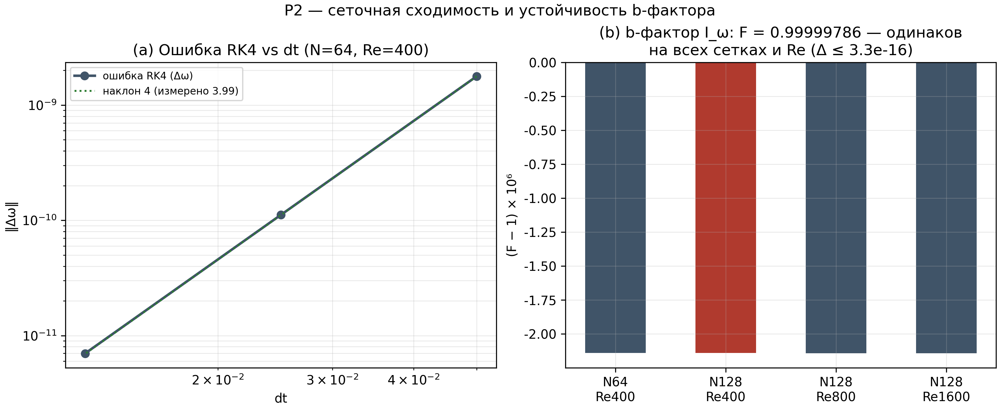 P2 — сеточная сходимость и устойчивость b-фактора
(a) Ошибка RK4 vs dt (N=64, Re=400)
ошибка RK4 (Δω)
наклон 4 (измерено 3.99)
‖Δω‖
10⁻⁹
10⁻¹⁰
10⁻¹¹
2 × 10⁻²
3 × 10⁻²
4 × 10⁻²
dt
(b) b-фактор I_ω: F = 0.99999786 — одинаков
на всех сетках и Re (Δ ≤ 3.3e-16)
(F − 1) × 10⁶
0.00
-0.25
-0.50
-0.75
-1.00
-1.25
-1.50
-1.75
-2.00
N64
Re400
N128
Re400
N128
Re800
N128
Re1600